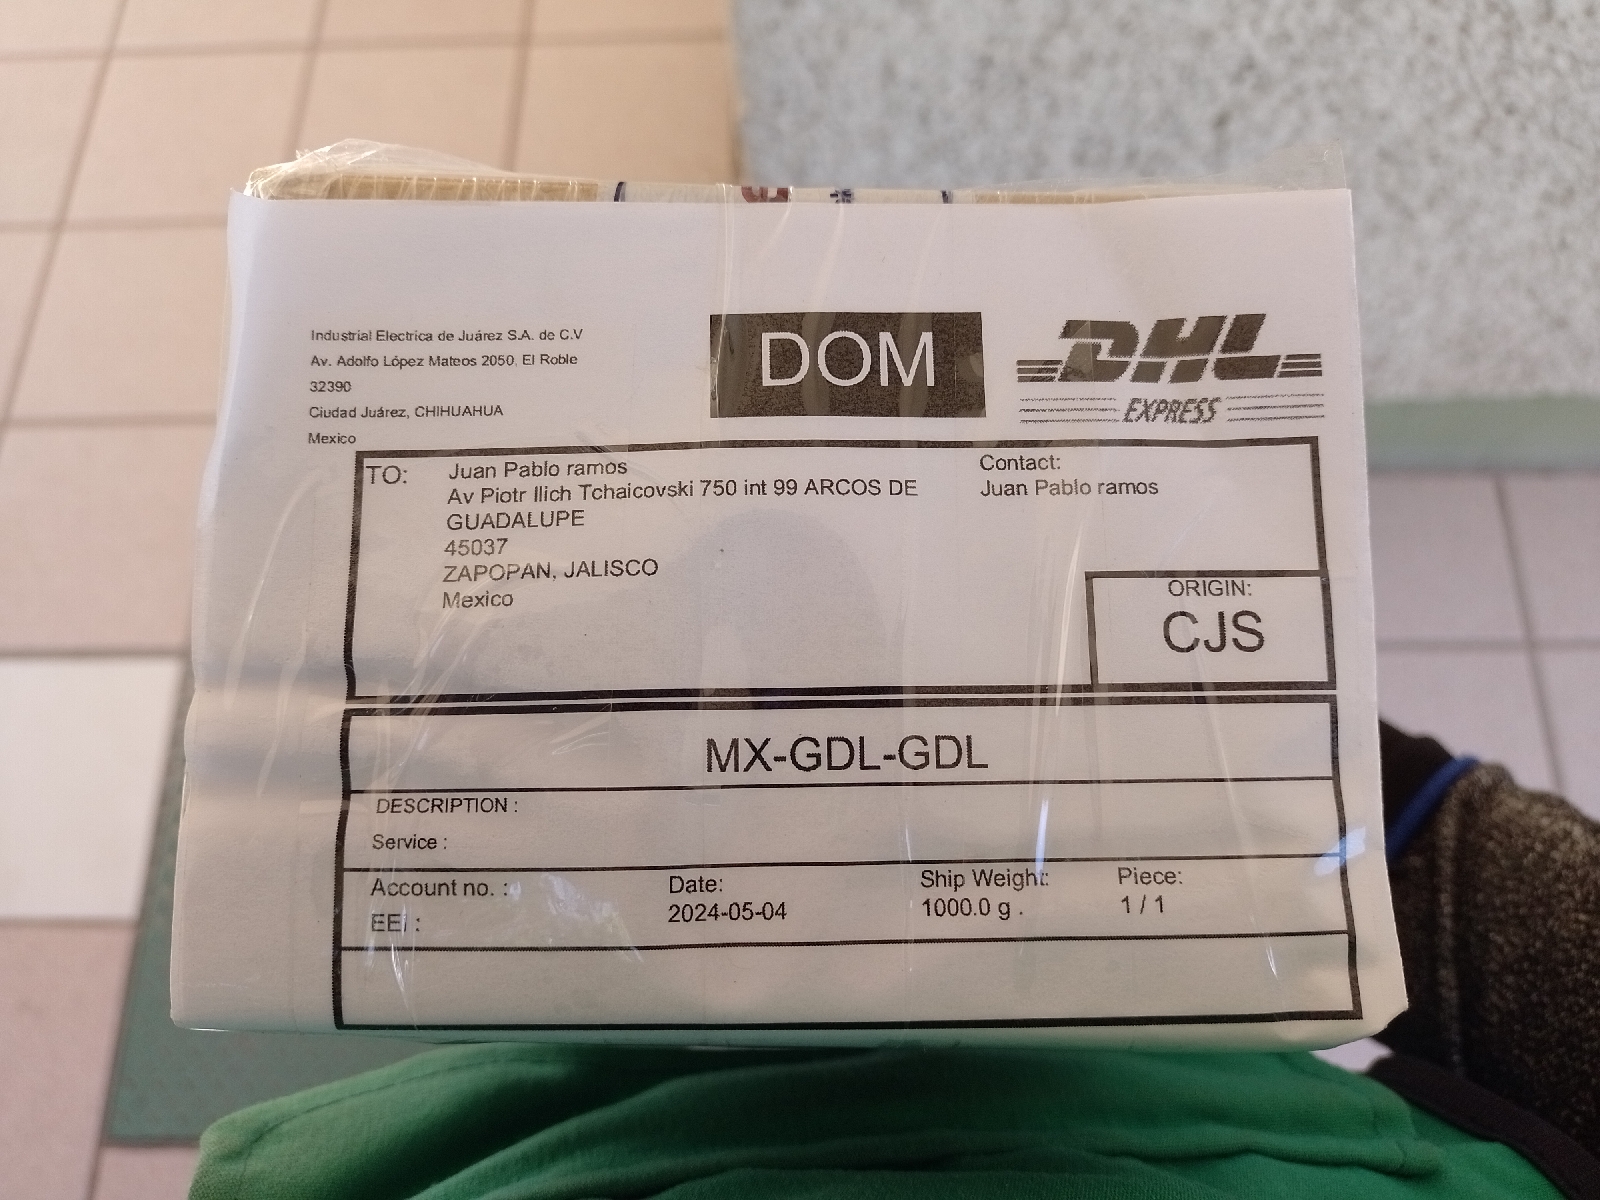 Industrial Electrica de Juárez S.A. de C.V
Av. Adolfo López Mateos 2050, El Roble
32390
Ciudad Juárez, CHIHUAHUA
Mexico
DOM
DHL
EXPRESS
TO:
Juan Pablo ramos
Av Piotr Ilich Tchaicovski 750 int 99 ARCOS DE
GUADALUPE
45037
ZAPOPAN, JALISCO
Mexico
Contact:
Juan Pablo ramos
ORIGIN:
CJS
MX-GDL-GDL
DESCRIPTION :
Service :
Account no. :
EEI :
Date:
2024-05-04
Ship Weight:
1000.0 g .
Piece:
1 / 1